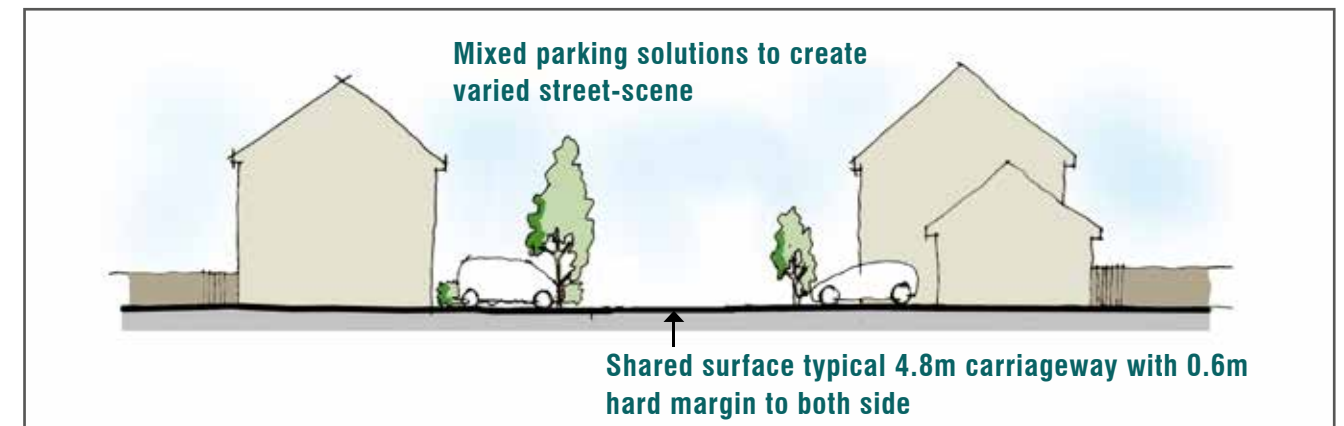 Mixed parking solutions to create
varied street-scene
Shared surface typical 4.8m carriageway with 0.6m
hard margin to both side